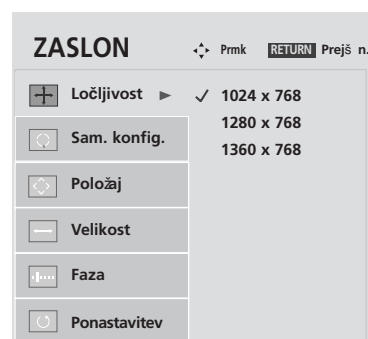 ZASLON Prmk RETURN Prejš n.
Ločljivost 1024 x 768
1280 x 768
Sam. konfig.
1360 x 768
Položaj
Velikost
Faza
Ponastavitev